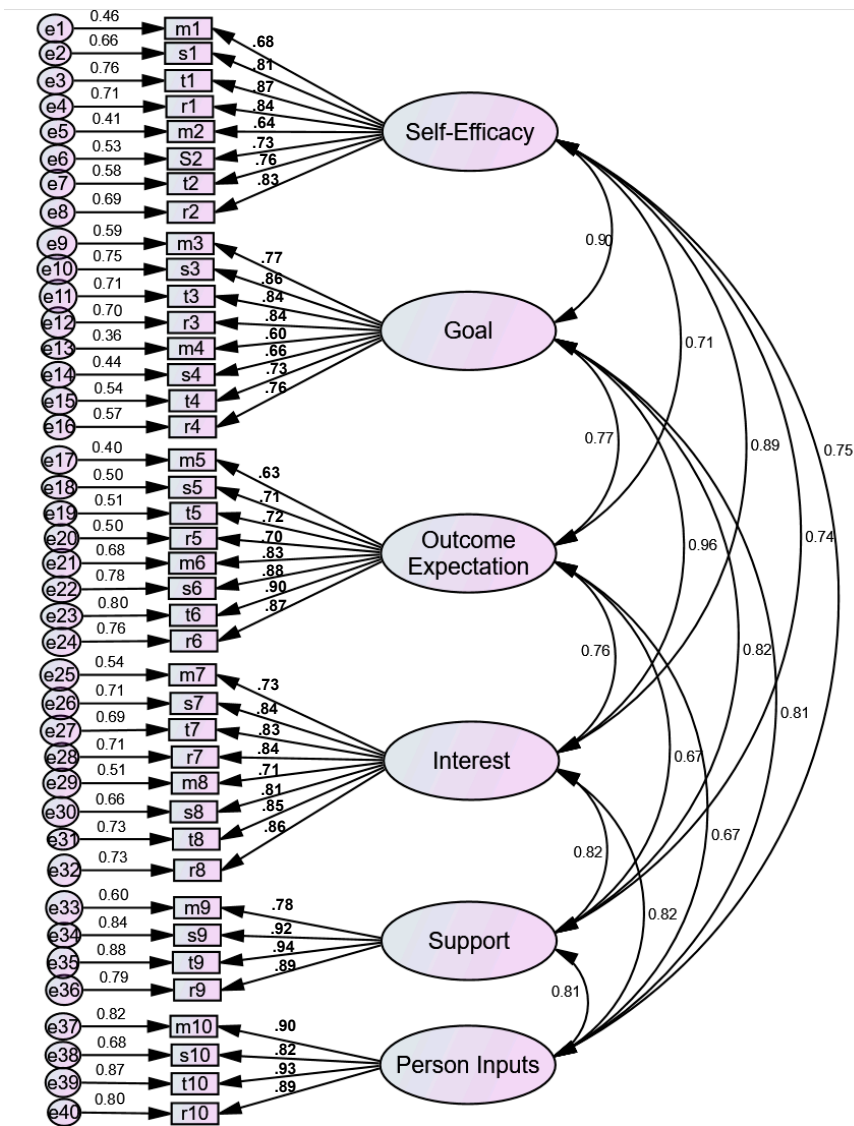 e1 0.46 m1 .68
e2 0.66 s1 .81
e3 0.76 t1 .87
e4 0.71 r1 .84
e5 0.41 m2 .64
e6 0.53 S2 .73
e7 0.58 t2 .76
e8 0.69 r2 .83
Self-Efficacy
e9 0.59 m3 .77
e10 0.75 s3 .86
e11 0.71 t3 .84
e12 0.70 r3 .84
e13 0.36 m4 .60
e14 0.44 s4 .66
e15 0.54 t4 .73
e16 0.57 r4 .76
Goal
e17 0.40 m5 .63
e18 0.50 s5 .71
e19 0.51 t5 .72
e20 0.50 r5 .70
e21 0.68 m6 .83
e22 0.78 s6 .88
e23 0.80 t6 .90
e24 0.76 r6 .87
Outcome
Expectation
e25 0.54 m7 .73
e26 0.71 s7 .84
e27 0.69 t7 .83
e28 0.71 r7 .84
e29 0.51 m8 .71
e30 0.66 s8 .81
e31 0.73 t8 .85
e32 0.73 r8 .86
Interest
e33 0.60 m9 .78
e34 0.84 s9 .92
e35 0.88 t9 .94
e36 0.79 r9 .89
Support
e37 0.82 m10 .90
e38 0.68 s10 .82
e39 0.87 t10 .93
e40 0.80 r10 .89
Person Inputs
0.90
0.71
0.77
0.89
0.75
0.96
0.74
0.76
0.82
0.67
0.81
0.67
0.82
0.82
0.81